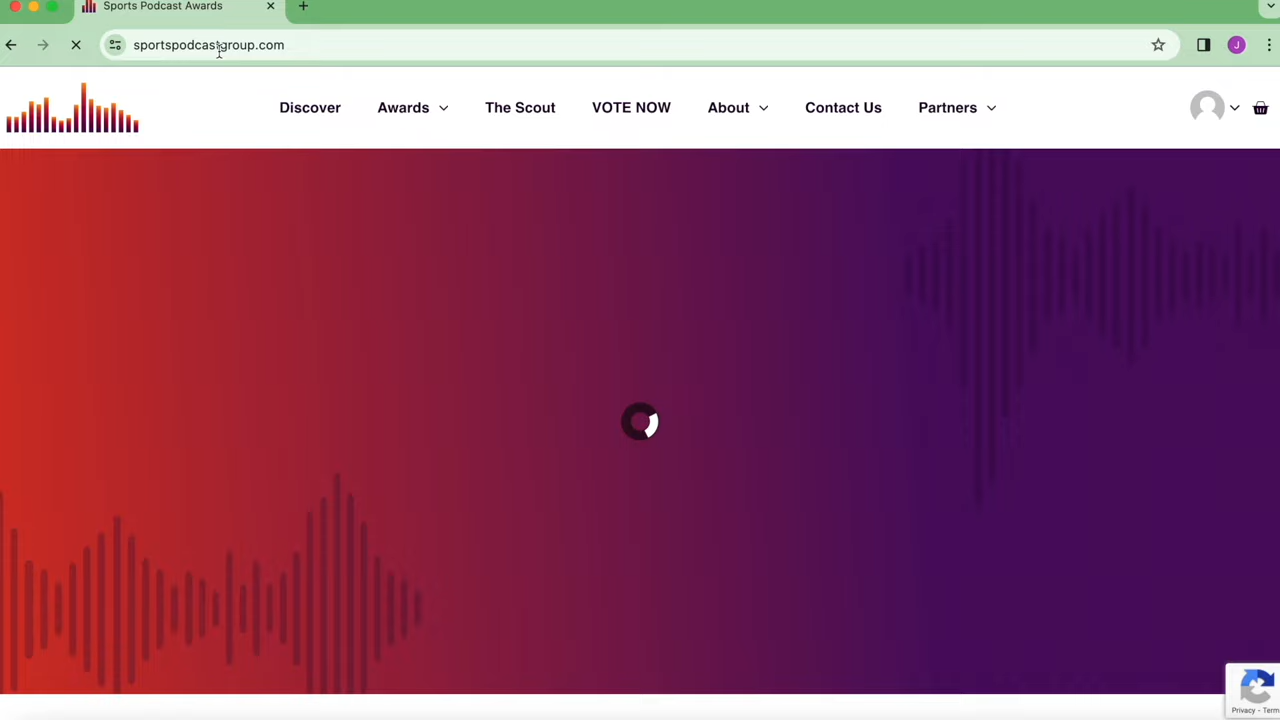 Sports Podcast Awards
sportspodcastgroup.com
J
Discover Awards The Scout VOTE NOW About Contact Us Partners
Privacy - Term